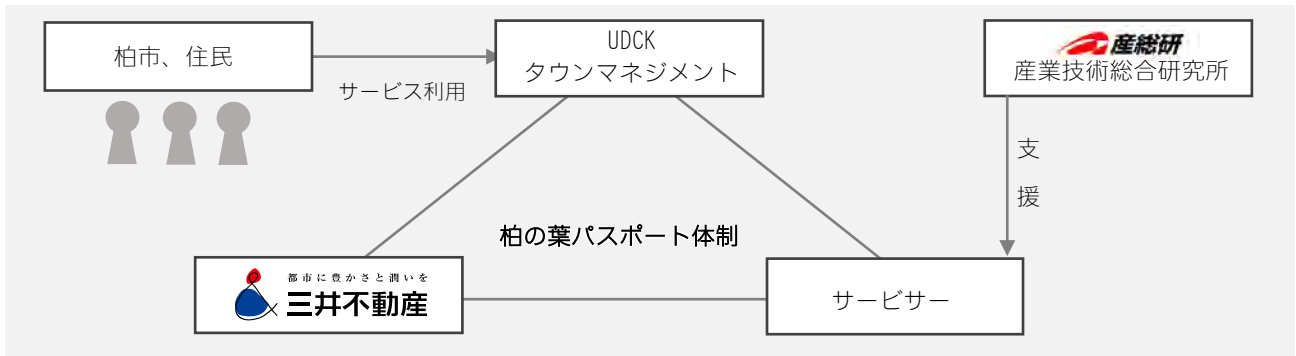 柏市、住民
サービス利用
UDCK
タウンマネジメント
産総研
産業技術総合研究所
支
援
柏の葉パスポート体制
都市に豊かさと潤いを
三井不動産
サービサー